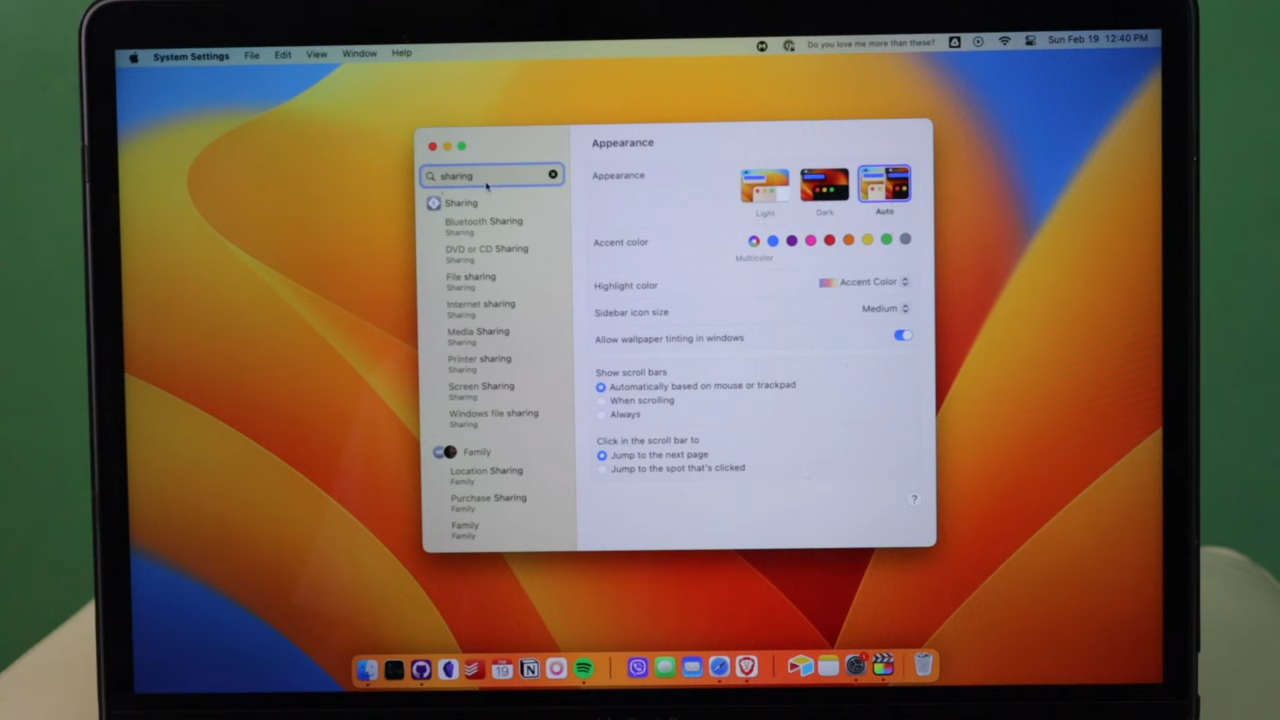 System Settings File Edit View Window Help
Do you love me more than these? Sun Feb 19 12:40 PM
sharing
Sharing
Bluetooth Sharing
Sharing
DVD or CD Sharing
Sharing
File sharing
Sharing
Internet sharing
Sharing
Media Sharing
Sharing
Printer sharing
Sharing
Screen Sharing
Sharing
Windows file sharing
Sharing
Family
Location Sharing
Family
Purchase Sharing
Family
Family
Family
Appearance
Appearance
Light Dark Auto
Accent color
Multicolor
Highlight color Accent Color
Sidebar icon size Medium
Allow wallpaper tinting in windows
Show scroll bars
Automatically based on mouse or trackpad
When scrolling
Always
Click in the scroll bar to
Jump to the next page
Jump to the spot that's clicked
?
19